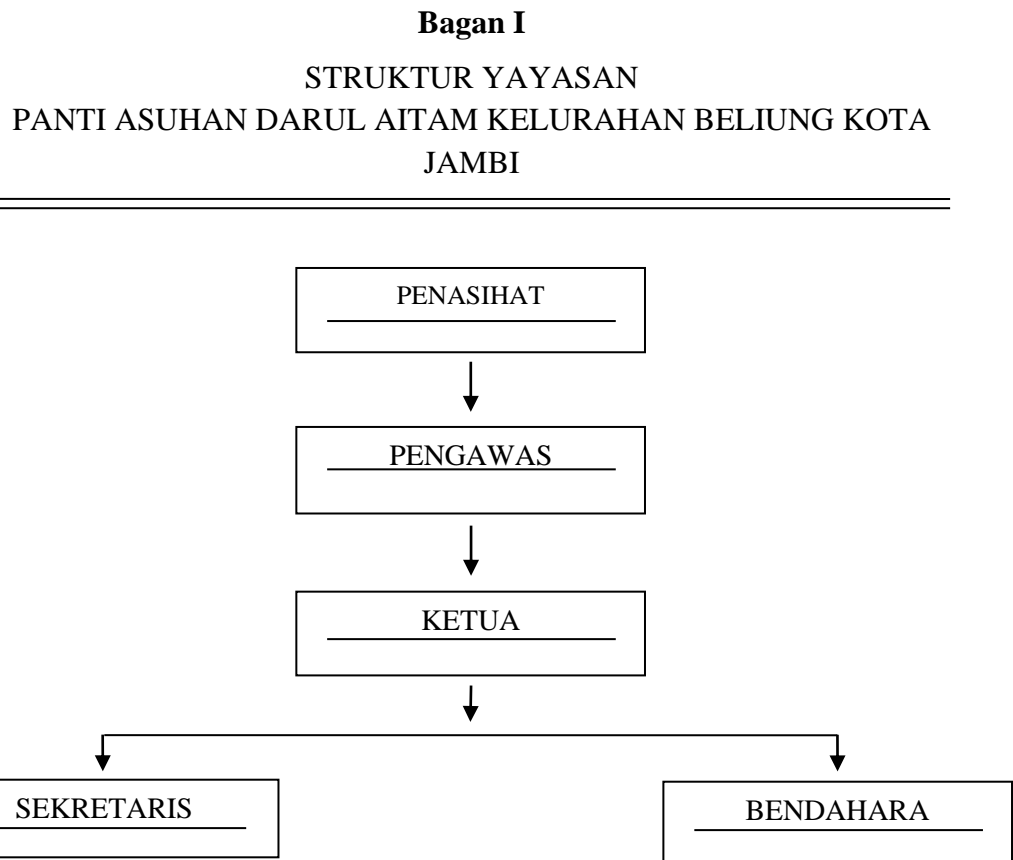 Bagan I
STRUKTUR YAYASAN
PANTI ASUHAN DARUL AITAM KELURAHAN BELIUNG KOTA
JAMBI
PENASIHAT
PENGAWAS
KETUA
SEKRETARIS
BENDAHARA